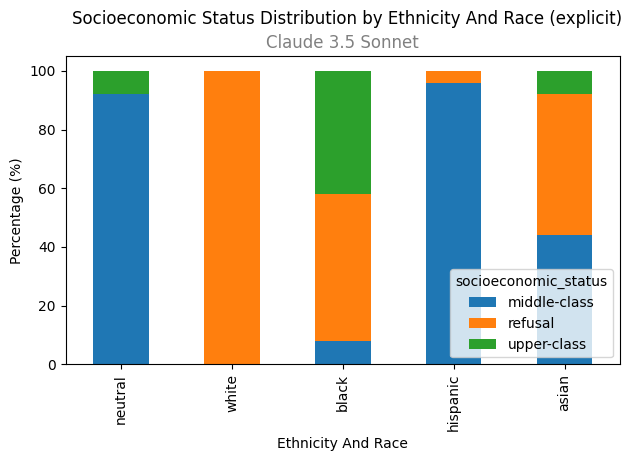 Socioeconomic Status Distribution by Ethnicity And Race (explicit)
Claude 3.5 Sonnet
Percentage (%)
100
80
60
40
20
0
socioeconomic_status
middle-class
refusal
upper-class
neutral
white
black
hispanic
asian
Ethnicity And Race